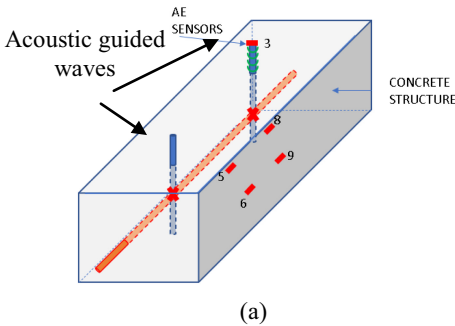 AE
SENSORS
3
Acoustic guided
waves
CONCRETE
STRUCTURE
8
9
5
6
(a)